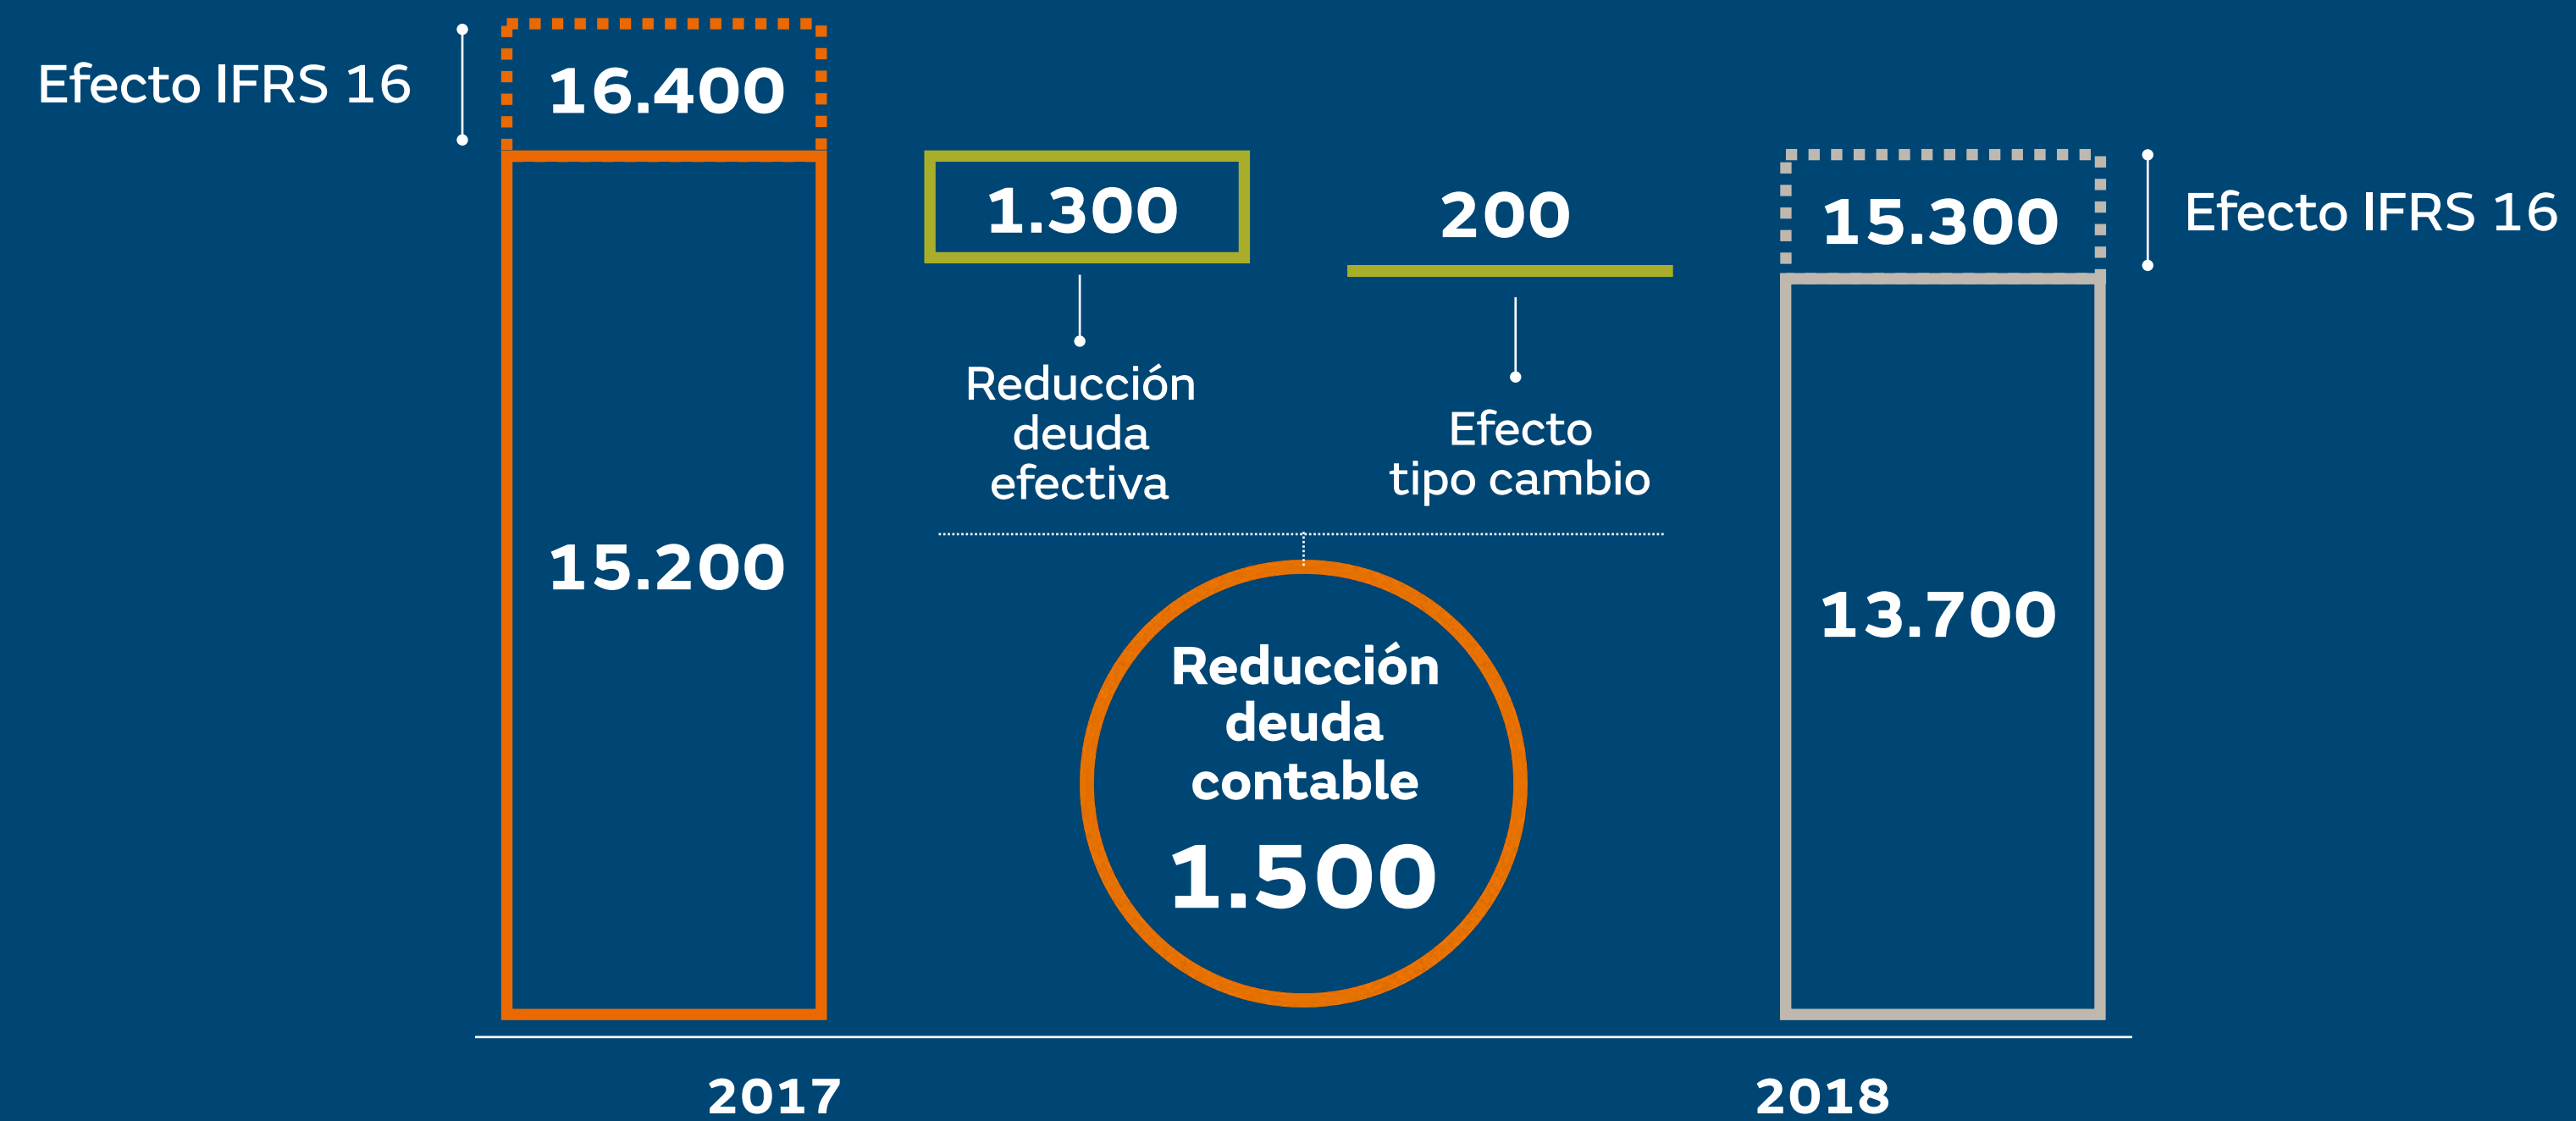 Efecto IFRS 16
16.400
15.200
1.300
Reducción
deuda
efectiva
200
Efecto
tipo cambio
Reducción
deuda
contable
1.500
15.300
Efecto IFRS 16
13.700
2017
2018